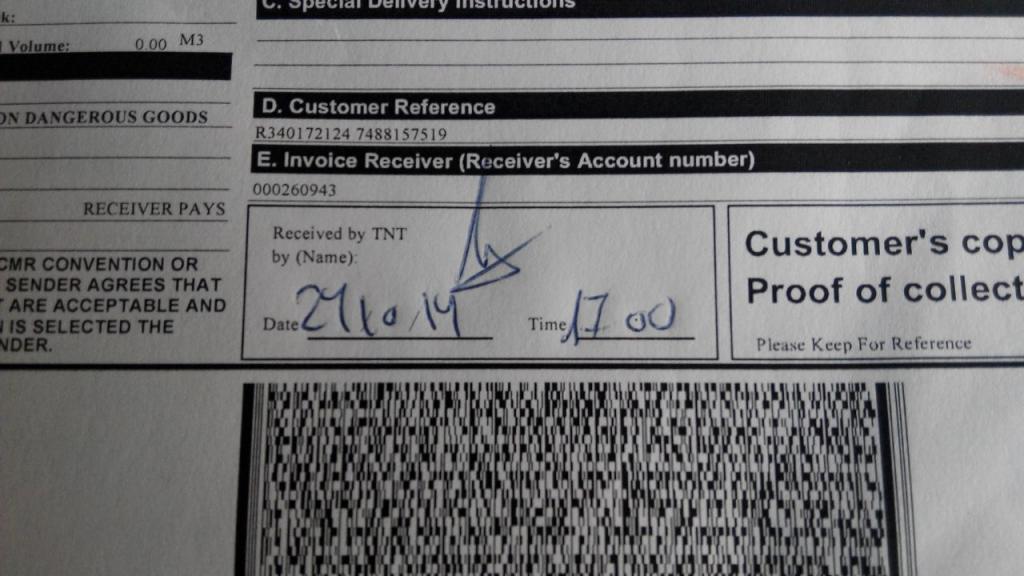 k:
l Volume: 0.00 M3
ON DANGEROUS GOODS
RECEIVER PAYS
CMR CONVENTION OR
SENDER AGREES THAT
ARE ACCEPTABLE AND
IS SELECTED THE
NDER.
C. Special Delivery Instructions
D. Customer Reference
R340172124 7488157519
E. Invoice Receiver (Receiver's Account number)
000260943
Received by TNT
by (Name):
Date 29/10/14 Time 17.00
Customer's cop
Proof of collect
Please Keep For Reference